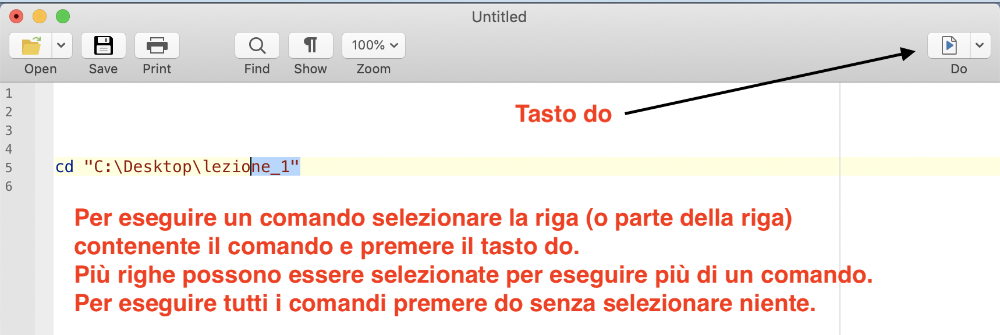 Untitled
Open Save Print Find Show 100% Zoom Do
1
2
Tasto do
3
4
5 cd "C:\Desktop\lezione_1"
6
Per eseguire un comando selezionare la riga (o parte della riga)
contenente il comando e premere il tasto do.
Più righe possono essere selezionate per eseguire più di un comando.
Per eseguire tutti i comandi premere do senza selezionare niente.